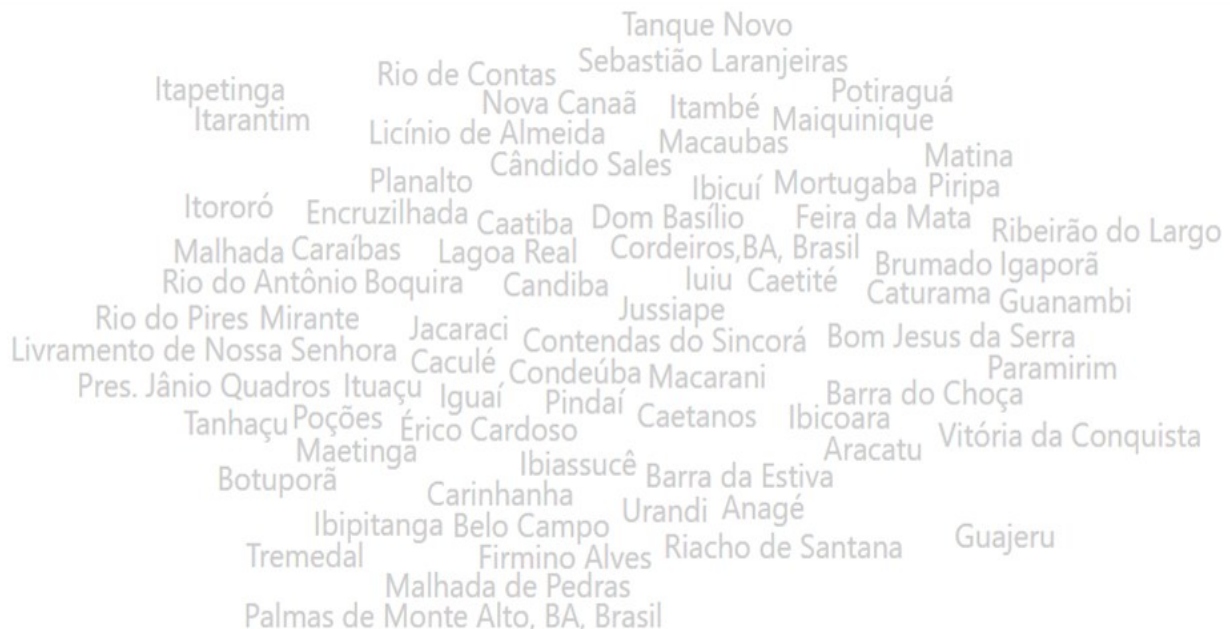 Tanque Novo
Sebastião Laranjeiras
Rio de Contas
Itapetinga
Potiraguá
Nova Canaã
Itambé
Itarantim
Maiquinique
Licínio de Almeida
Macaubas
Matina
Cândido Sales
Planalto
Ibicuí
Mortugaba
Piripa
Itororó
Encruzilhada
Caatiba
Dom Basílio
Feira da Mata
Ribeirão do Largo
Malhada
Caraíbas
Lagoa Real
Cordeiros,BA, Brasil
Brumado
Igaporã
Rio do Antônio
Boquira
Candiba
Iuiu
Caetité
Caturama
Guanambi
Jussiape
Rio do Pires
Mirante
Jacaraci
Contendas do Sincorá
Bom Jesus da Serra
Livramento de Nossa Senhora
Caculé
Condeúba
Macarani
Paramirim
Pres. Jânio Quadros
Ituaçu
Iguaí
Pindaí
Barra do Choça
Tanhaçu
Poções
Érico Cardoso
Caetanos
Ibicoara
Vitória da Conquista
Maetinga
Aracatu
Ibiassucê
Barra da Estiva
Botuporã
Carinhanha
Urandi
Anagé
Ibipitanga
Belo Campo
Guajeru
Tremedal
Firmino Alves
Riacho de Santana
Malhada de Pedras
Palmas de Monte Alto, BA, Brasil